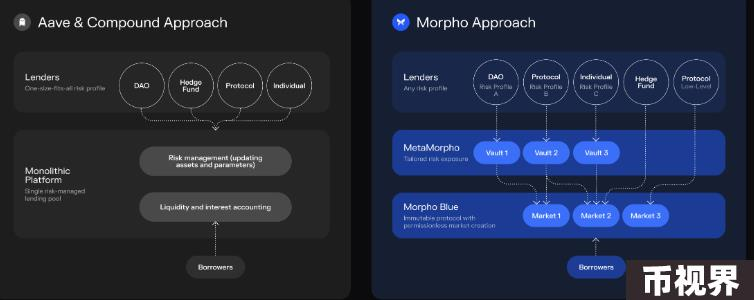 Aave & Compound Approach
Lenders
One-size-fits-all risk profile
DAO
Hedge
Fund
Protocol
Individual
Monolithic
Platform
Single risk-managed
lending pool
Risk management (updating
assets and parameters)
Liquidity and interest accounting
Borrowers
Morpho Approach
Lenders
Any risk profile
DAO
Risk Profile
A
Protocol
Risk Profile
B
Individual
Risk Profile
C
Hedge
Fund
Protocol
Low-Level
MetaMorpho
Tailored risk exposure
Vault 1
Vault 2
Vault 3
Morpho Blue
Immutable protocol with
permissionless market creation
Market 1
Market 2
Market 3
Borrowers
币视界